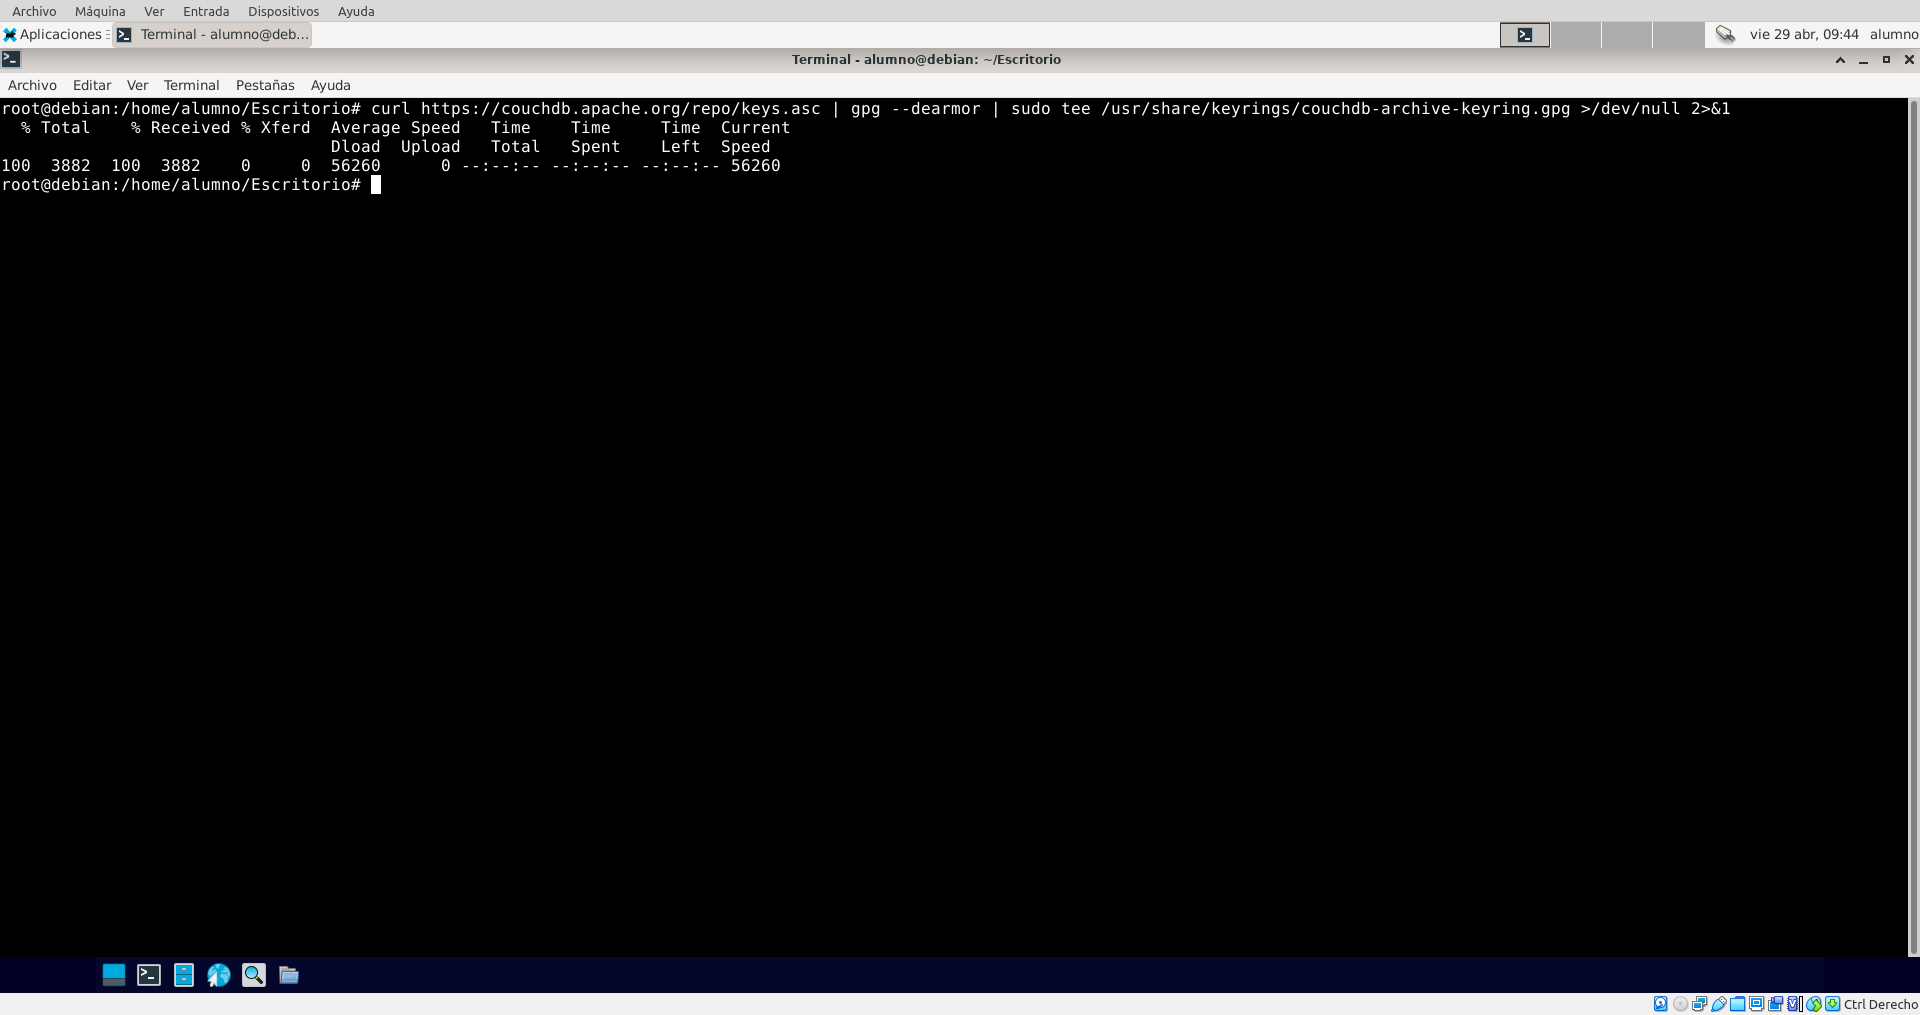 Archivo Máquina Ver Entrada Dispositivos Ayuda
Aplicaciones Terminal - alumno@deb... vie 29 abr, 09:44 alumno
Terminal - alumno@debian: ~/Escritorio
Archivo Editar Ver Terminal Pestañas Ayuda
root@debian:/home/alumno/Escritorio# curl https://couchdb.apache.org/repo/keys.asc | gpg --dearmor | sudo tee /usr/share/keyrings/couchdb-archive-keyring.gpg >/dev/null 2>&1
  % Total    % Received % Xferd  Average Speed   Time    Time     Time  Current
                                 Dload  Upload   Total   Spent    Left  Speed
100  3882  100  3882    0     0  56260      0 --:--:-- --:--:-- --:--:-- 56260
root@debian:/home/alumno/Escritorio#
Ctrl Derecho